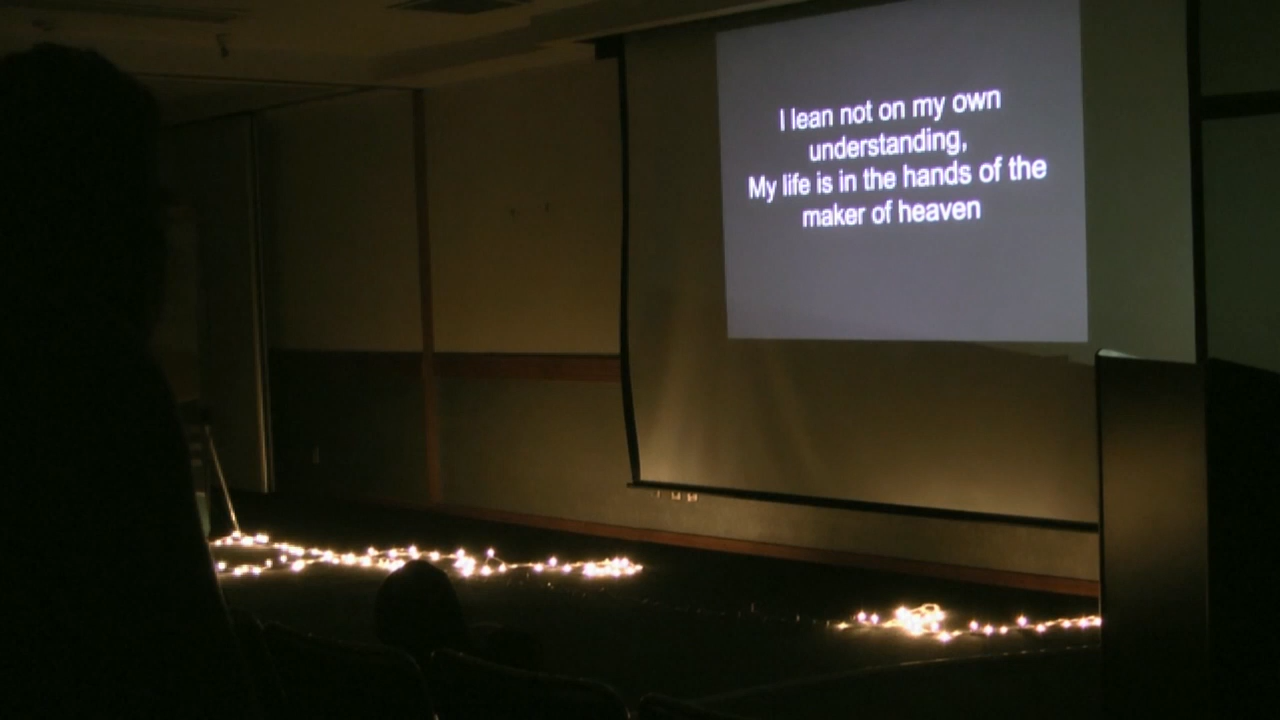 I lean not on my own
understanding,
My life is in the hands of the
maker of heaven